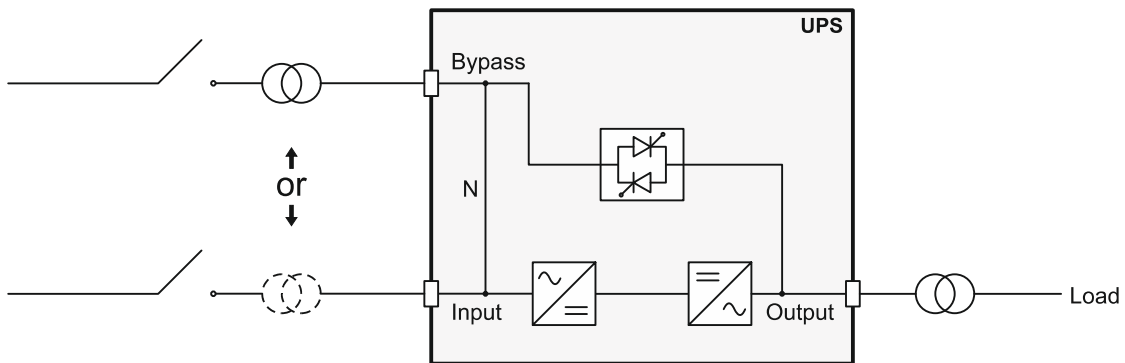 UPS
Bypass
or
N
Input
Output
Load